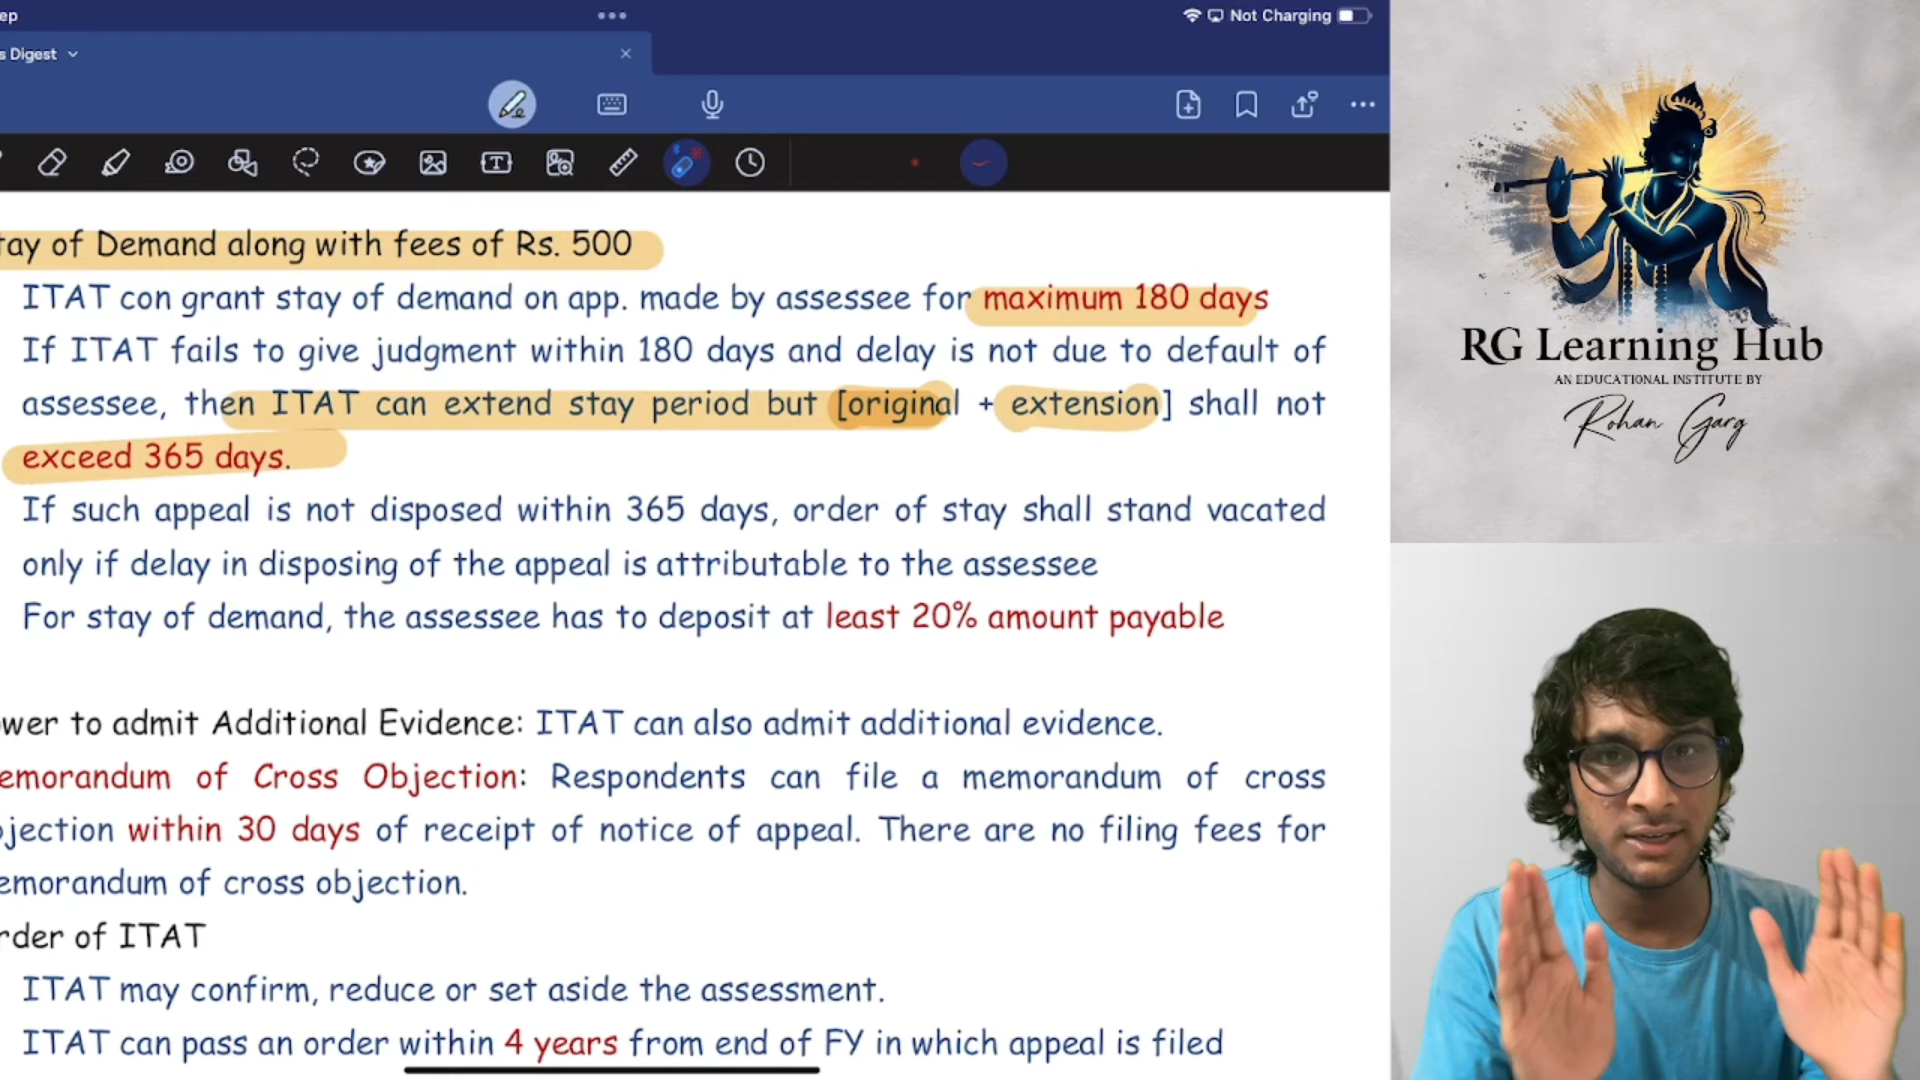 ep
Not Charging
s Digest
tay of Demand along with fees of Rs. 500
ITAT con grant stay of demand on app. made by assessee for maximum 180 days
If ITAT fails to give judgment within 180 days and delay is not due to default of
assessee, then ITAT can extend stay period but [original + extension] shall not
exceed 365 days.
If such appeal is not disposed within 365 days, order of stay shall stand vacated
only if delay in disposing of the appeal is attributable to the assessee
For stay of demand, the assessee has to deposit at least 20% amount payable
wer to admit Additional Evidence: ITAT can also admit additional evidence.
emorandum of Cross Objection: Respondents can file a memorandum of cross
jection within 30 days of receipt of notice of appeal. There are no filing fees for
emorandum of cross objection.
rder of ITAT
ITAT may confirm, reduce or set aside the assessment.
ITAT can pass an order within 4 years from end of FY in which appeal is filed
RG Learning Hub
AN EDUCATIONAL INSTITUTE BY
Rohan Garg